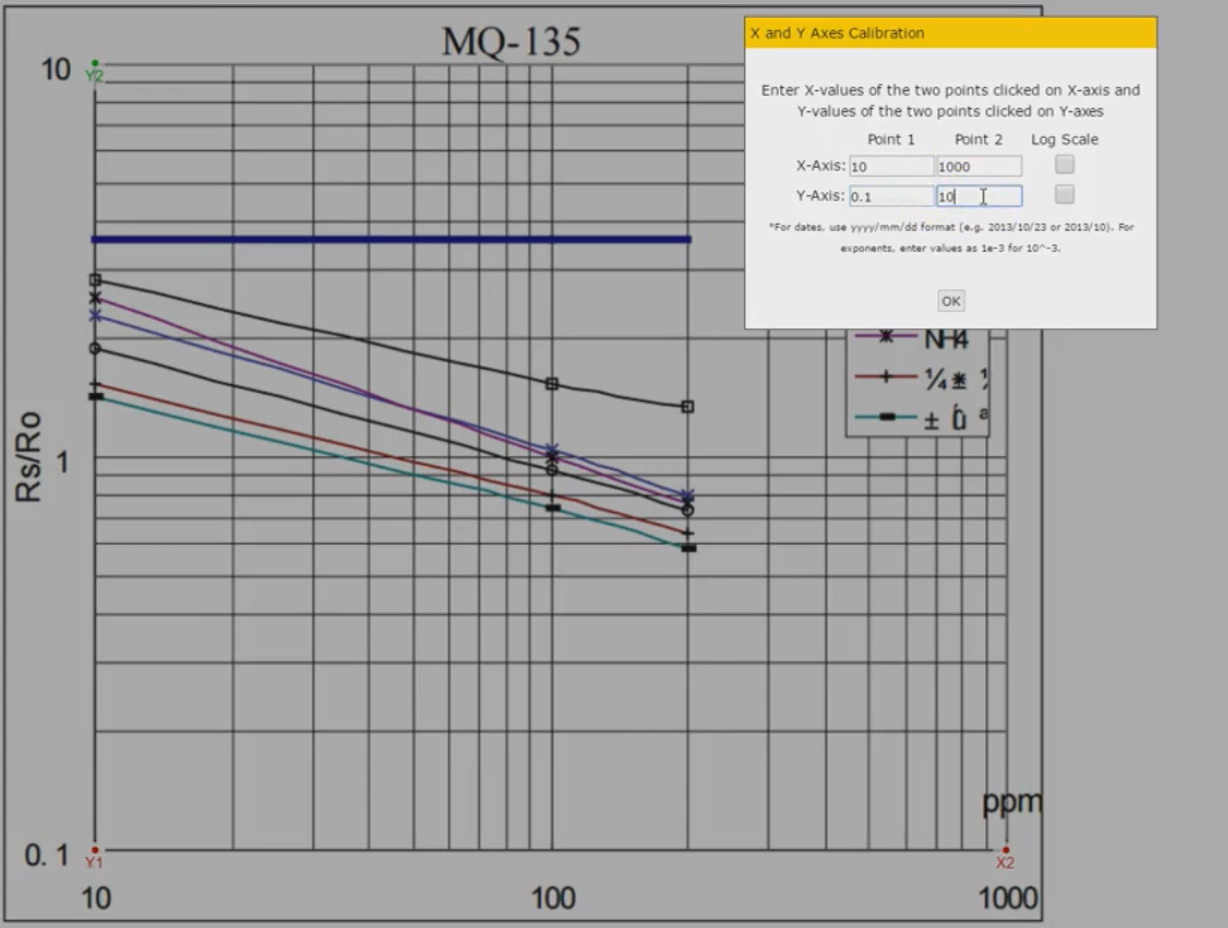 MQ-135
X and Y Axes Calibration
Enter X-values of the two points clicked on X-axis and
Y-values of the two points clicked on Y-axes
Point 1 Point 2 Log Scale
X-Axis: 10 1000
Y-Axis: 0.1 10
*For dates, use yyyy/mm/dd format (e.g. 2013/10/23 or 2013/10). For
exponents, enter values as 1e-3 for 10^-3.
OK
10
Y2
NH4
Rs/Ro
1
ppm
0.1
Y1
X2
10 100 1000